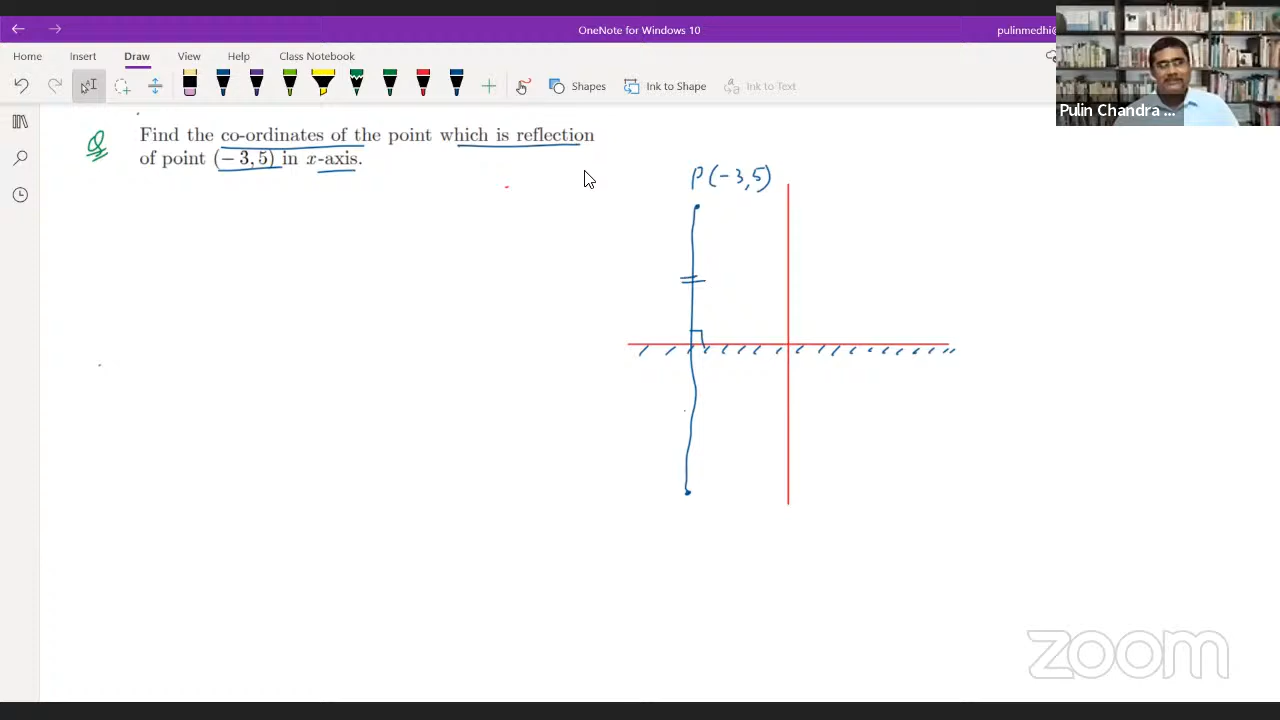 OneNote for Windows 10
pulinmedhi@
Home Insert Draw View Help Class Notebook
Shapes Ink to Shape Ink to Text
Pulin Chandra ...
Q Find the co-ordinates of the point which is reflection
of point (−3, 5) in x-axis.
P(-3,5)
zoom